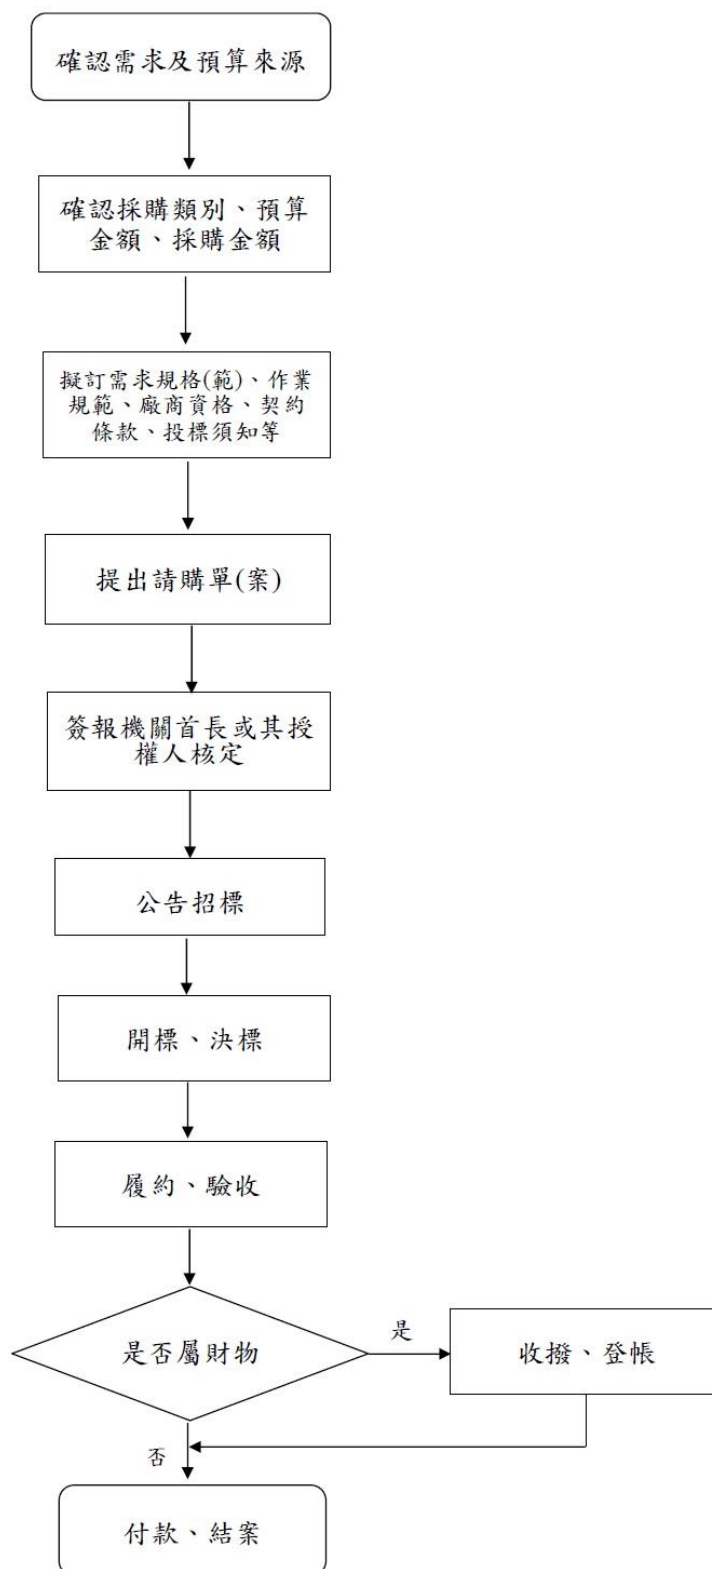 確認需求及預算來源
確認採購類別、預算
金額、採購金額
擬訂需求規格(範)、作業
規範、廠商資格、契約
條款、投標須知等
提出請購單(案)
簽報機關首長或其授
權人核定
公告招標
開標、決標
履約、驗收
是否屬財物
是
收撥、登帳
否
付款、結案